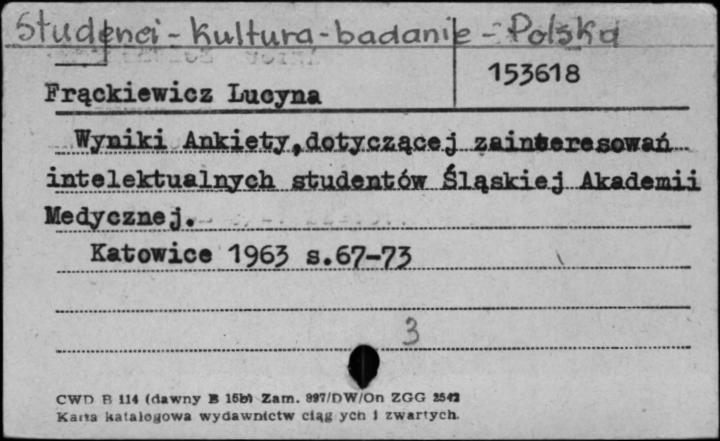 Studenci - kultura - badanie - Polska
153618
Frąckiewicz Lucyna
Wyniki Ankiety,dotyczącej zainteresowań
intelektualnych studentów Śląskiej Akademii
Medycznej.
Katowice 1963 s.67-73
3
CWD B 114 (dawny B 15b) Zam. 997/DW/On ZGG 2542
Karta katalogowa wydawnictw ciągłych i zwartych.